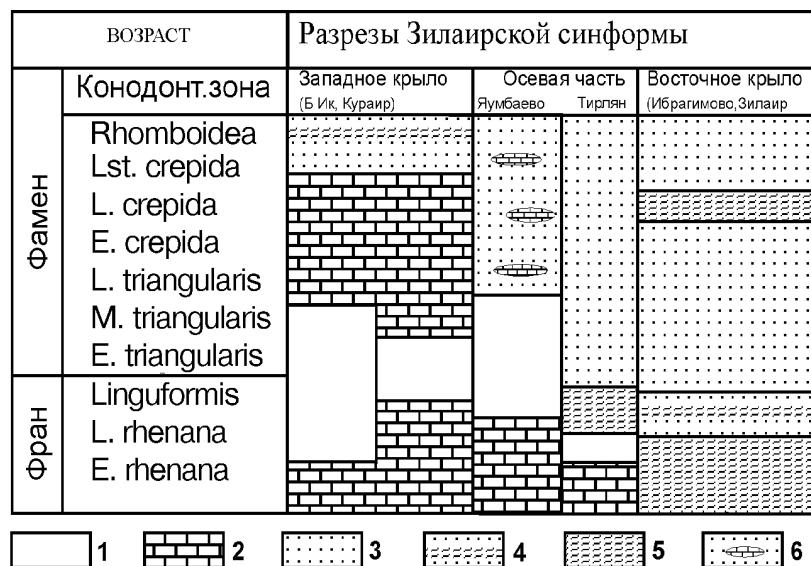 ВОЗРАСТ
Разрезы Зилаирской синформы
Конодонт.зона
Западное крыло
(Б Ик, Кураир)
Осевая часть
Яумбаево Тирлян
Восточное крыло
(Ибрагимово,Зилаир
Фамен
Rhomboidea
Lst. crepida
L. crepida
E. crepida
L. triangularis
M. triangularis
E. triangularis
Фран
Linguformis
L. rhenana
E. rhenana
1 2 3 4 5 6